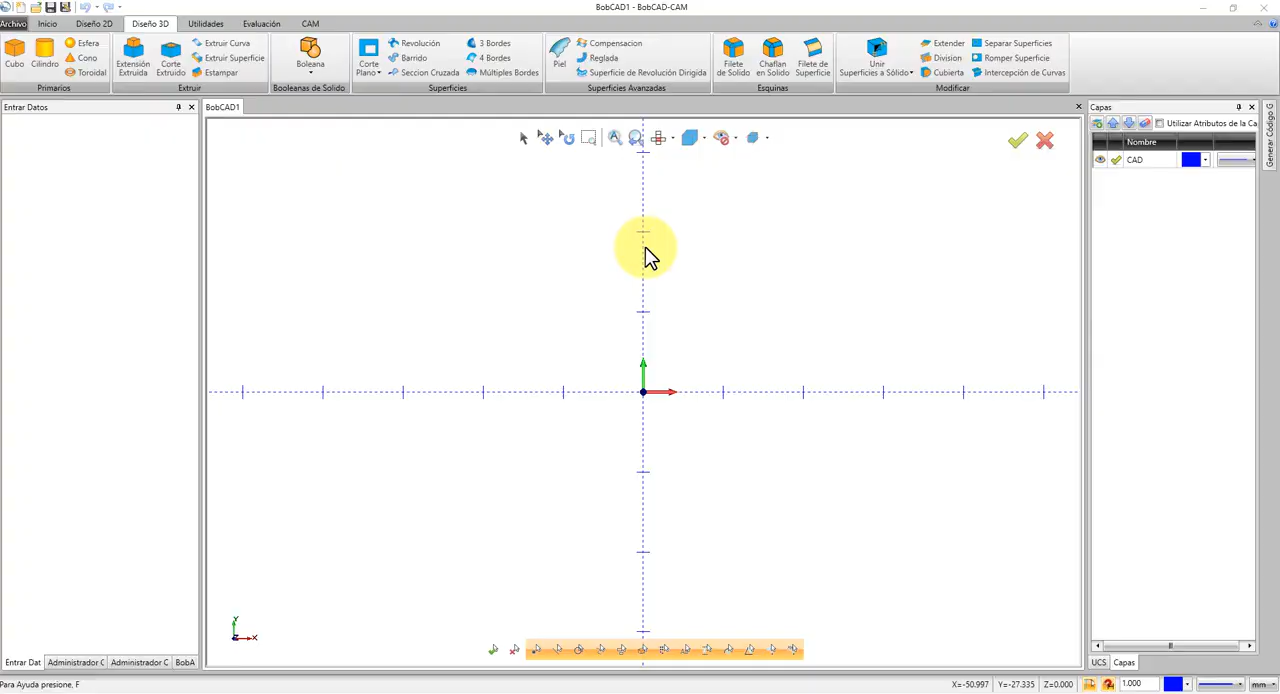 BobCAD1 - BobCAD-CAM
Archivo Inicio Diseño 2D Diseño 3D Utilidades Evaluación CAM
Cubo
Cilindro
Esfera
Cono
Toroidal
Primarios
Extensión Extruida
Corte Extruido
Extruir Curva
Extruir Superficie
Estampar
Extruir
Boleana
Booleanas de Solido
Corte Plano
Revolución
Barrido
Seccion Cruzada
3 Bordes
4 Bordes
Múltiples Bordes
Superficies
Piel
Compensacion
Reglada
Superficie de Revolución Dirigida
Superficies Avanzadas
Filete de Solido
Chaflan en Solido
Filete de Superficie
Esquinas
Unir Superficies a Sólido
Extender
Division
Cubierta
Separar Superficies
Romper Superficie
Intercepción de Curvas
Modificar
Entrar Datos
BobCAD1
Capas
Utilizar Atributos de la Ca
Nombre
CAD
Generar Código G
Y
Z
X
Entrar Dat Administrador C Administrador C BobA
UCS Capas
Para Ayuda presione, F
X=-50.997 Y=-27.335 Z=0.000 1.000 mm